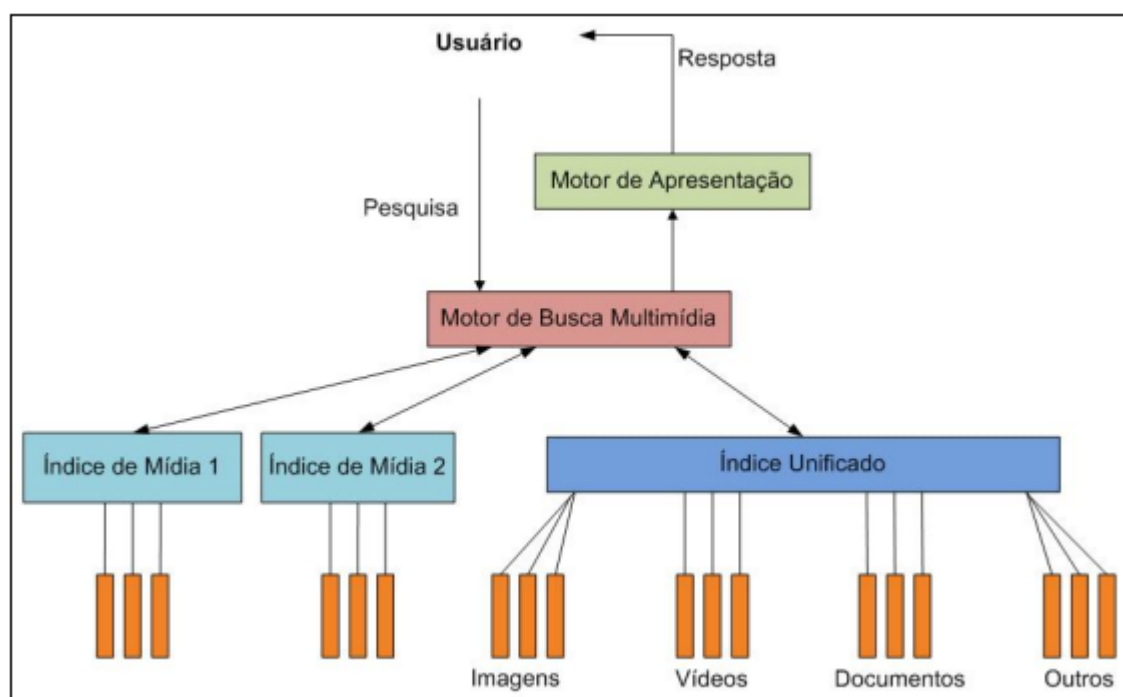 Usuário
Resposta
Motor de Apresentação
Pesquisa
Motor de Busca Multimídia
Índice de Mídia 1
Índice de Mídia 2
Índice Unificado
Imagens
Vídeos
Documentos
Outros